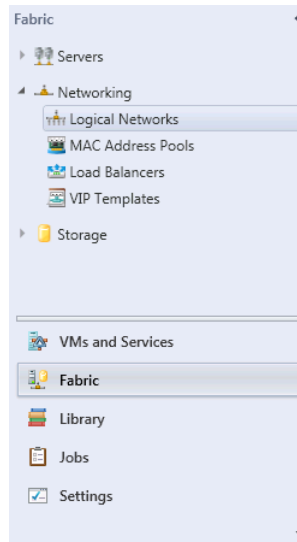 Fabric
Servers
Networking
Logical Networks
MAC Address Pools
Load Balancers
VIP Templates
Storage
VMs and Services
Fabric
Library
Jobs
Settings